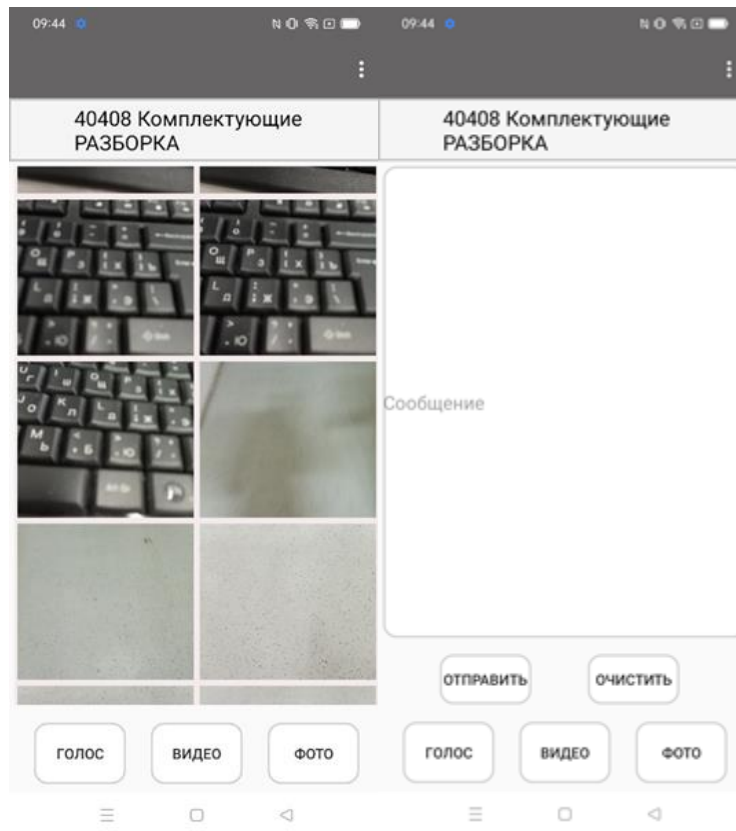 09:44
40408 Комплектующие
РАЗБОРКА
ГОЛОС
ВИДЕО
ФОТО
09:44
40408 Комплектующие
РАЗБОРКА
Сообщение
ОТПРАВИТЬ
ОЧИСТИТЬ
ГОЛОС
ВИДЕО
ФОТО